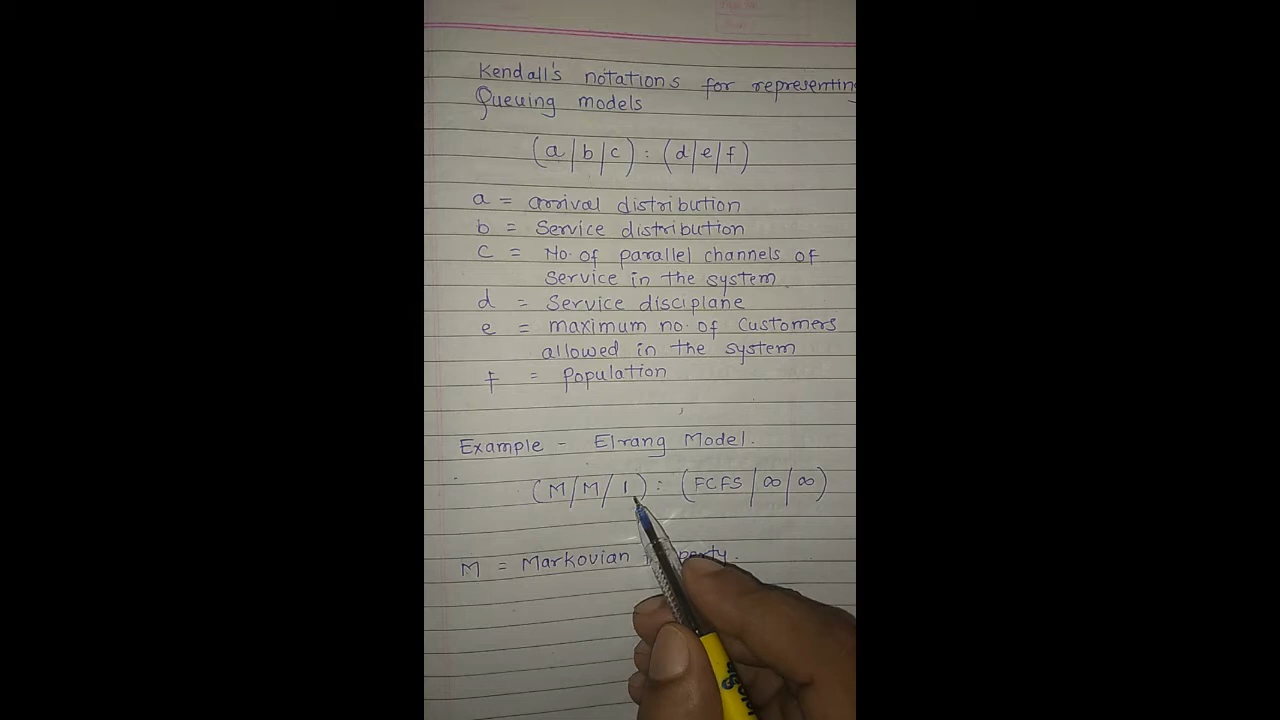 Kendall's notations for representing
Queuing models
(a/b/c) : (d/e/f)
a = arrival distribution
b = Service distribution
c = No. of parallel channels of
Service in the system
d = Service disciplane
e = maximum no. of Customers
allowed in the system
f = population
Example - Elrang Model.
(M/M/1) : (FCFS/∞/∞)
M = Markovian